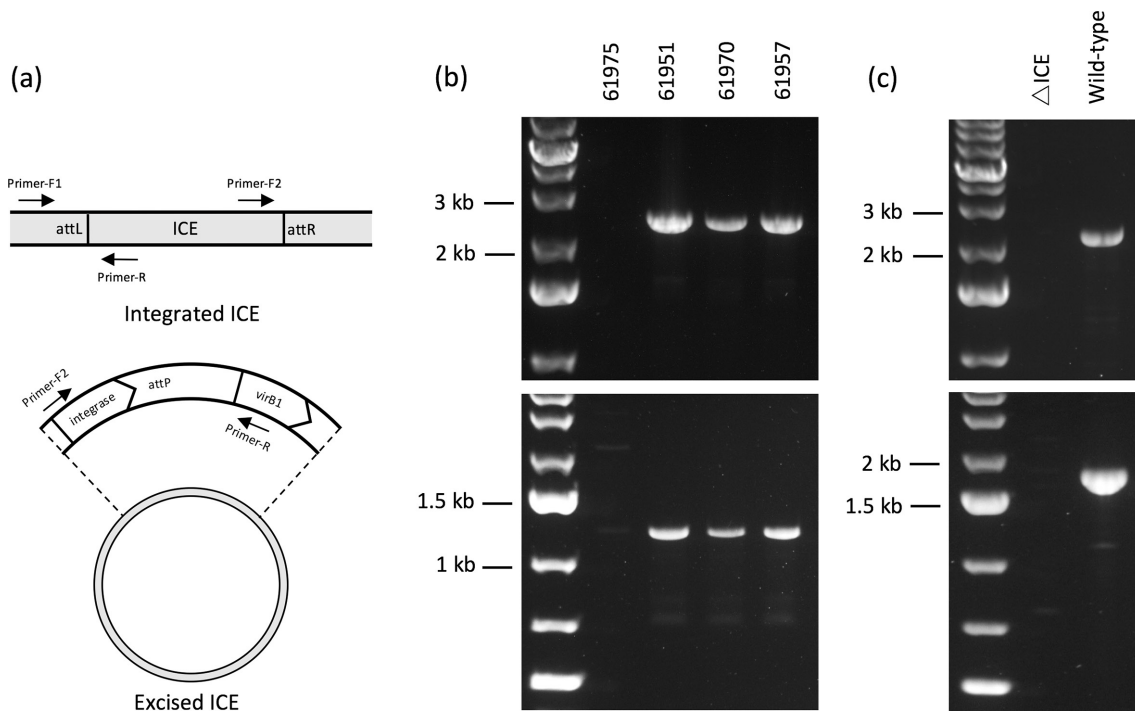 (a)
Primer-F1
Primer-F2
attL
ICE
attR
Primer-R
Integrated ICE
Primer-F2
integrase
attP
virB1
Primer-R
Excised ICE
(b)
61975
61951
61970
61957
3 kb
2 kb
1.5 kb
1 kb
(c)
△ICE
Wild-type
3 kb
2 kb
2 kb
1.5 kb